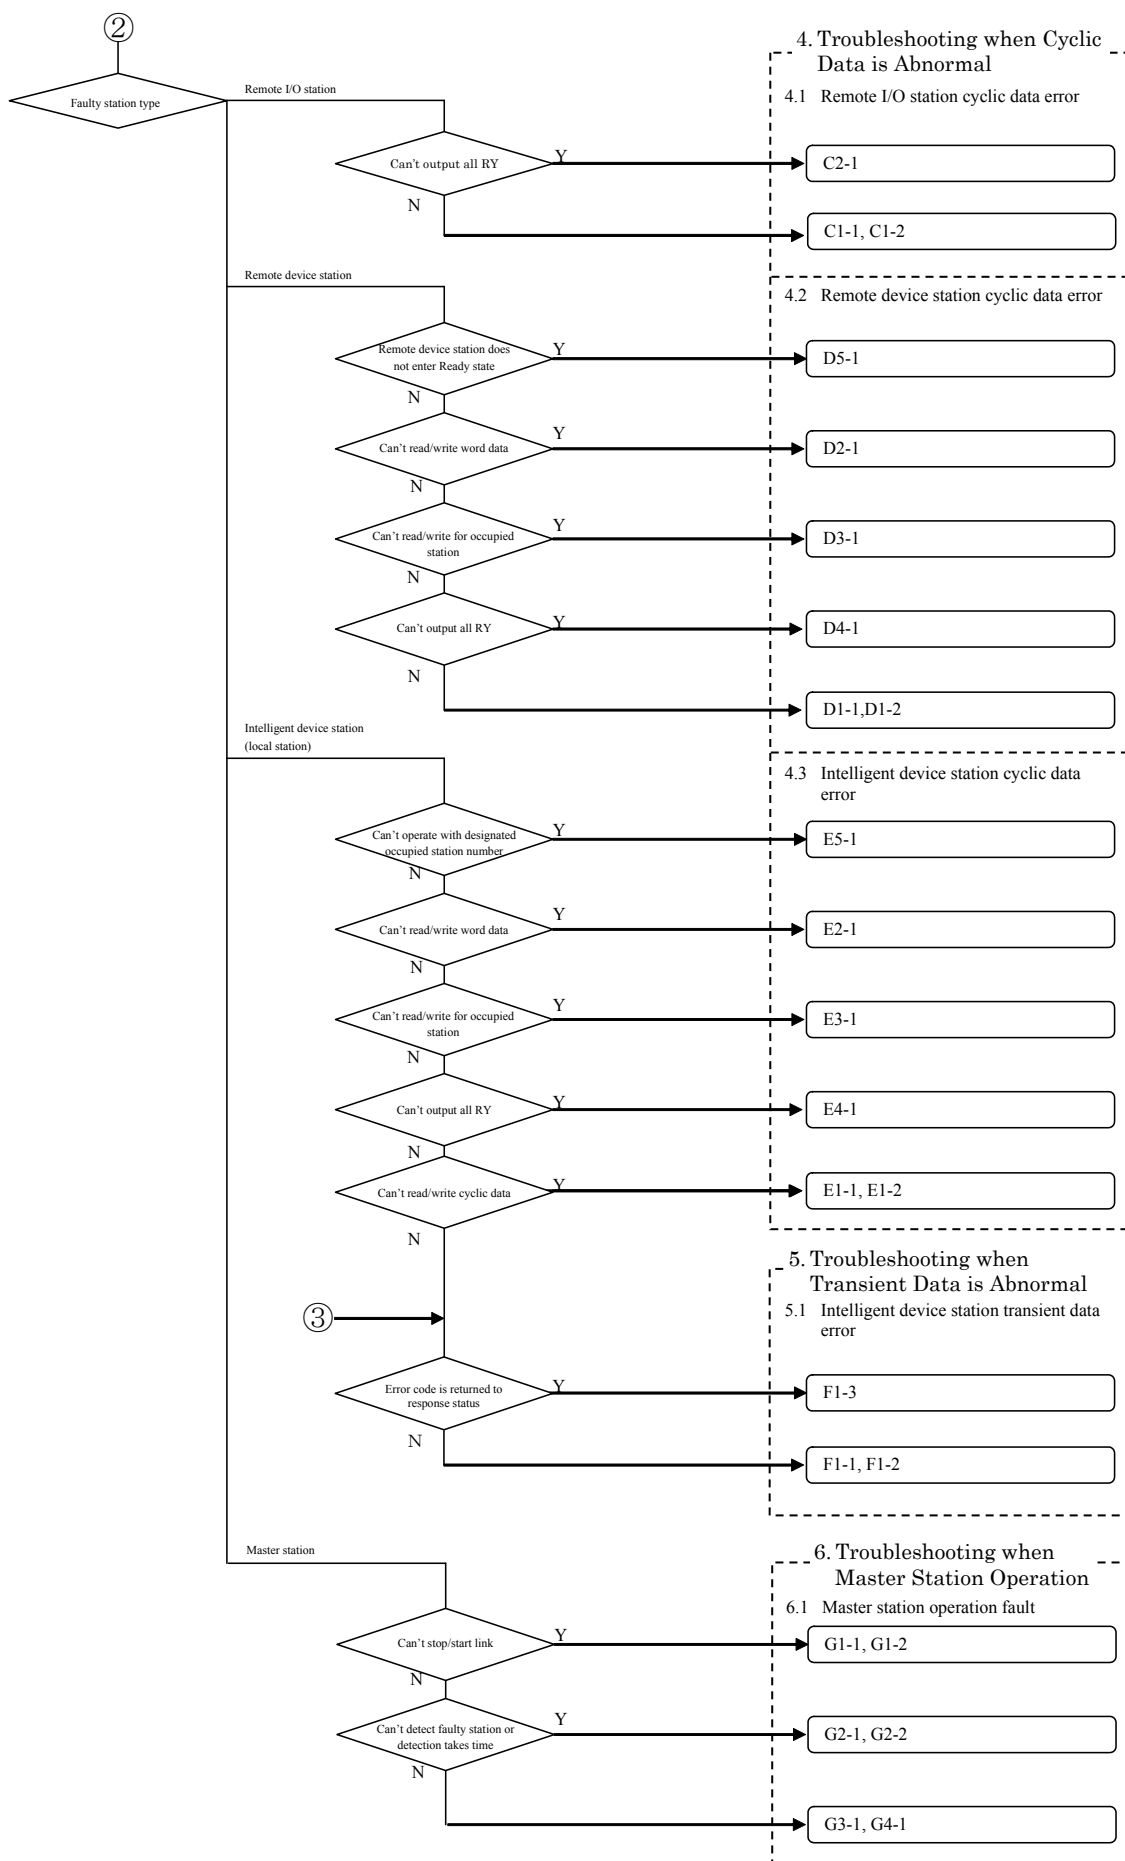 ②
Faulty station type
Remote I/O station
4. Troubleshooting when Cyclic
Data is Abnormal
4.1 Remote I/O station cyclic data error
Can't output all RY
Y
C2-1
N
C1-1, C1-2
Remote device station
4.2 Remote device station cyclic data error
Remote device station does
not enter Ready state
Y
D5-1
N
Can't read/write word data
Y
D2-1
N
Can't read/write for occupied
station
Y
D3-1
N
Can't output all RY
Y
D4-1
N
D1-1,D1-2
Intelligent device station
(local station)
4.3 Intelligent device station cyclic data
error
Can't operate with designated
occupied station number
Y
E5-1
N
Can't read/write word data
Y
E2-1
N
Can't read/write for occupied
station
Y
E3-1
N
Can't output all RY
Y
E4-1
N
Can't read/write cyclic data
Y
E1-1, E1-2
N
5. Troubleshooting when
Transient Data is Abnormal
5.1 Intelligent device station transient data
error
③
Error code is returned to
response status
Y
F1-3
N
F1-1, F1-2
Master station
6. Troubleshooting when
Master Station Operation
6.1 Master station operation fault
Can't stop/start link
Y
G1-1, G1-2
N
Can't detect faulty station or
detection takes time
Y
G2-1, G2-2
N
G3-1, G4-1